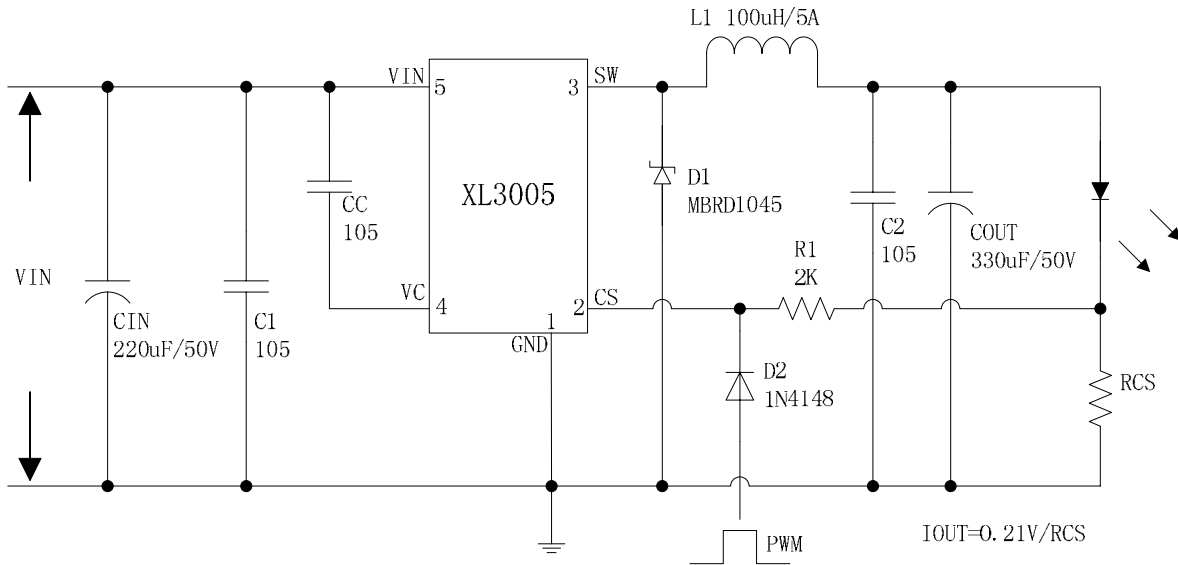 L1 100uH/5A
VIN
5
3
SW
XL3005
CC
105
D1
MBRD1045
C2
105
COUT
330uF/50V
R1
2K
VIN
VC
4
2
CS
1
GND
CIN
220uF/50V
C1
105
D2
1N4148
RCS
PWM
IOUT=0.21V/RCS